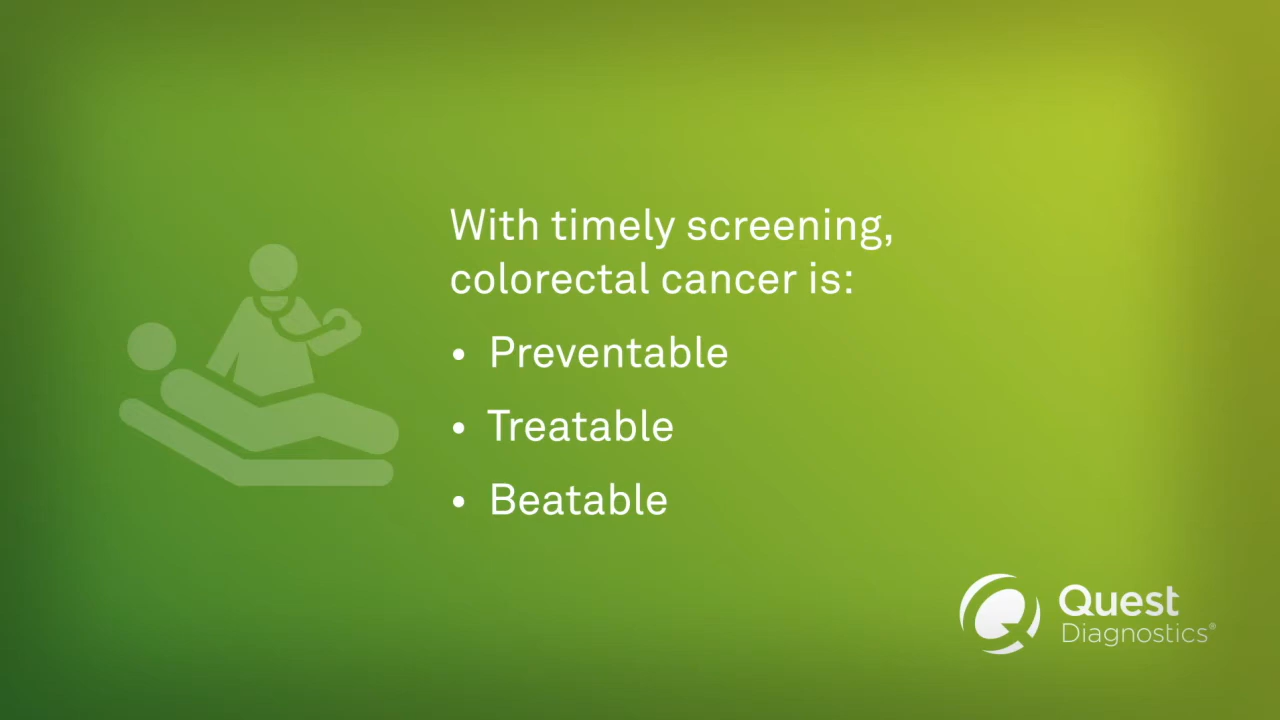 With timely screening,
colorectal cancer is:
• Preventable
• Treatable
• Beatable
Quest
Diagnostics®